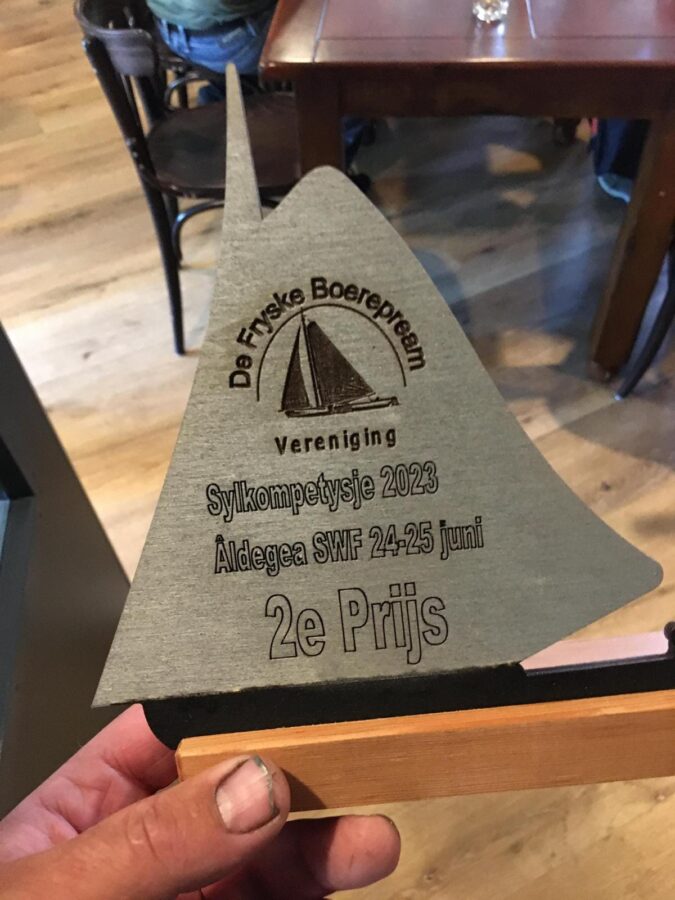 De Fryske Boerepream
Vereniging
Sylkompetysje 2023
Âldegea SWF 24-25 juni
2e Prijs